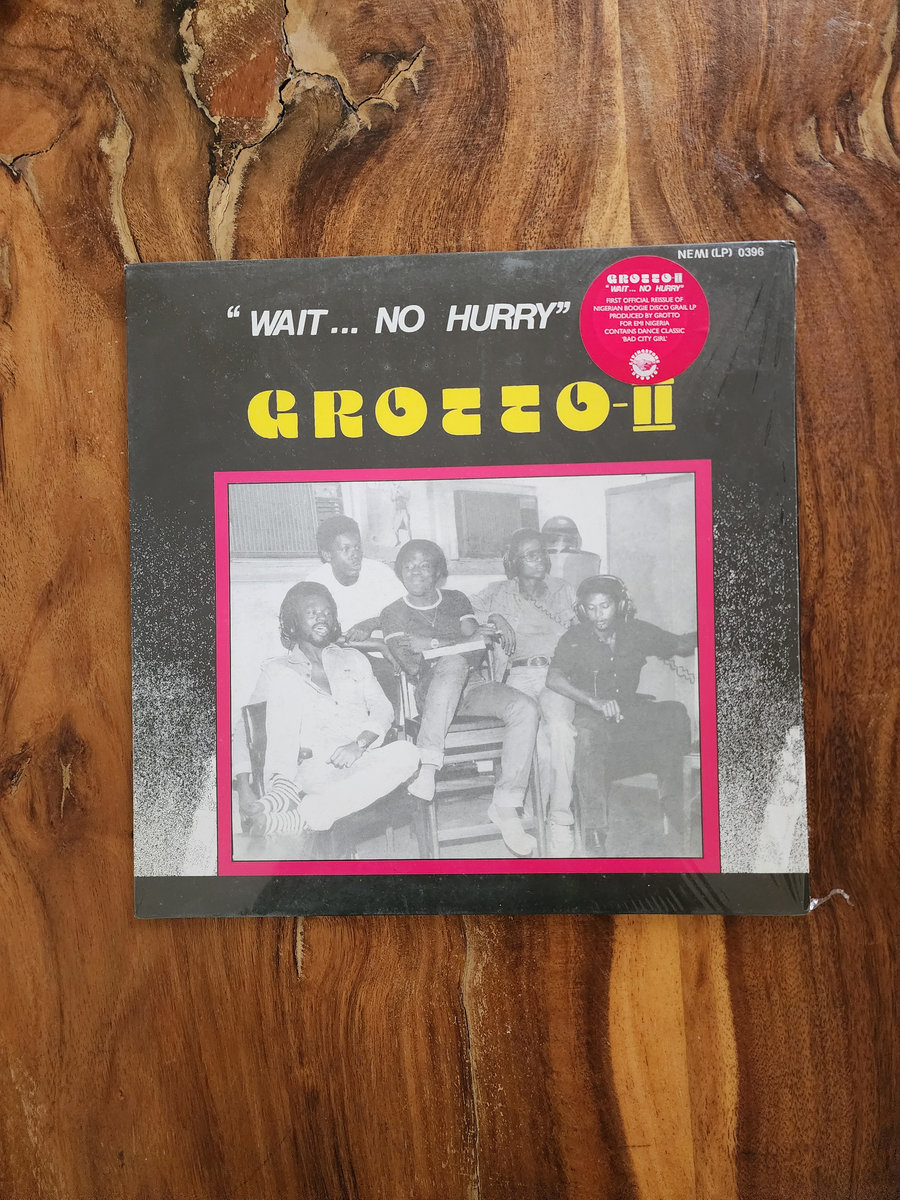 NEMI (LP) 0396
"WAIT... NO HURRY"
GROTTO-II
GROTTO-II
"WAIT... NO HURRY"
FIRST OFFICIAL REISSUE OF
NIGERIAN BOOGIE DISCO GRAIL LP
PRODUCED BY GROTTO
FOR EMI NIGERIA
CONTAINS DANCE CLASSIC
'BAD CITY GIRL'